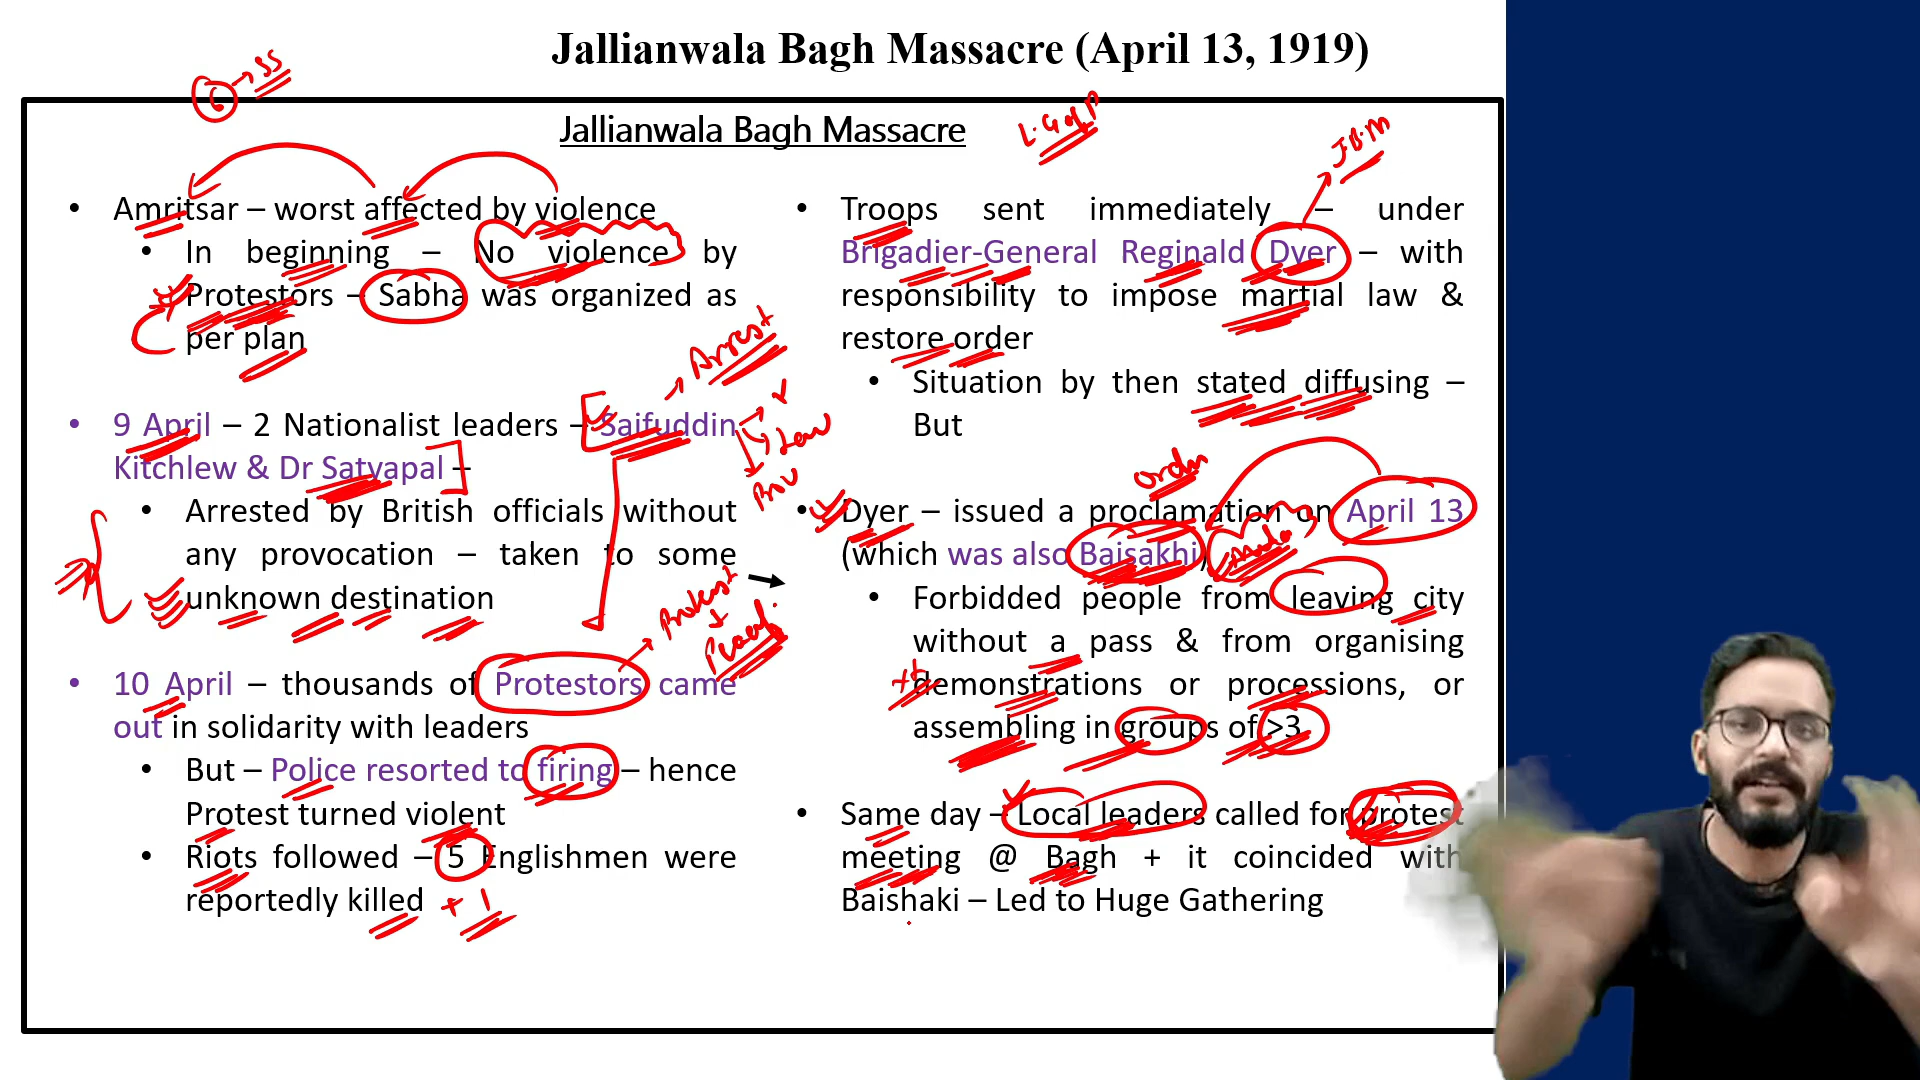 Jallianwala Bagh Massacre (April 13, 1919)
6 → SS
Jallianwala Bagh Massacre
• Amritsar – worst affected by violence
• In beginning – No violence by
Protestors – Sabha was organized as
per plan
Arrest
• 9 April – 2 Nationalist leaders – Saifuddin
Kitchlew & Dr Satyapal –
Law
• Arrested by British officials without
any provocation – taken to some
unknown destination
Protest
+
• 10 April – thousands of Protestors came
out in solidarity with leaders
• But – Police resorted to firing – hence
Protest turned violent
• Riots followed – 5 Englishmen were
reportedly killed + 1
L.G of P
J.B.M
• Troops sent immediately – under
Brigadier-General Reginald Dyer – with
responsibility to impose martial law &
restore order
• Situation by then stated diffusing –
But
Order
• Dyer – issued a proclamation on April 13
(which was also Baisakhi)
• Forbidded people from leaving city
without a pass & from organising
demonstrations or processions, or
assembling in groups of >3
• Same day – Local leaders called for protest
meeting @ Bagh + it coincided with
Baishaki – Led to Huge Gathering